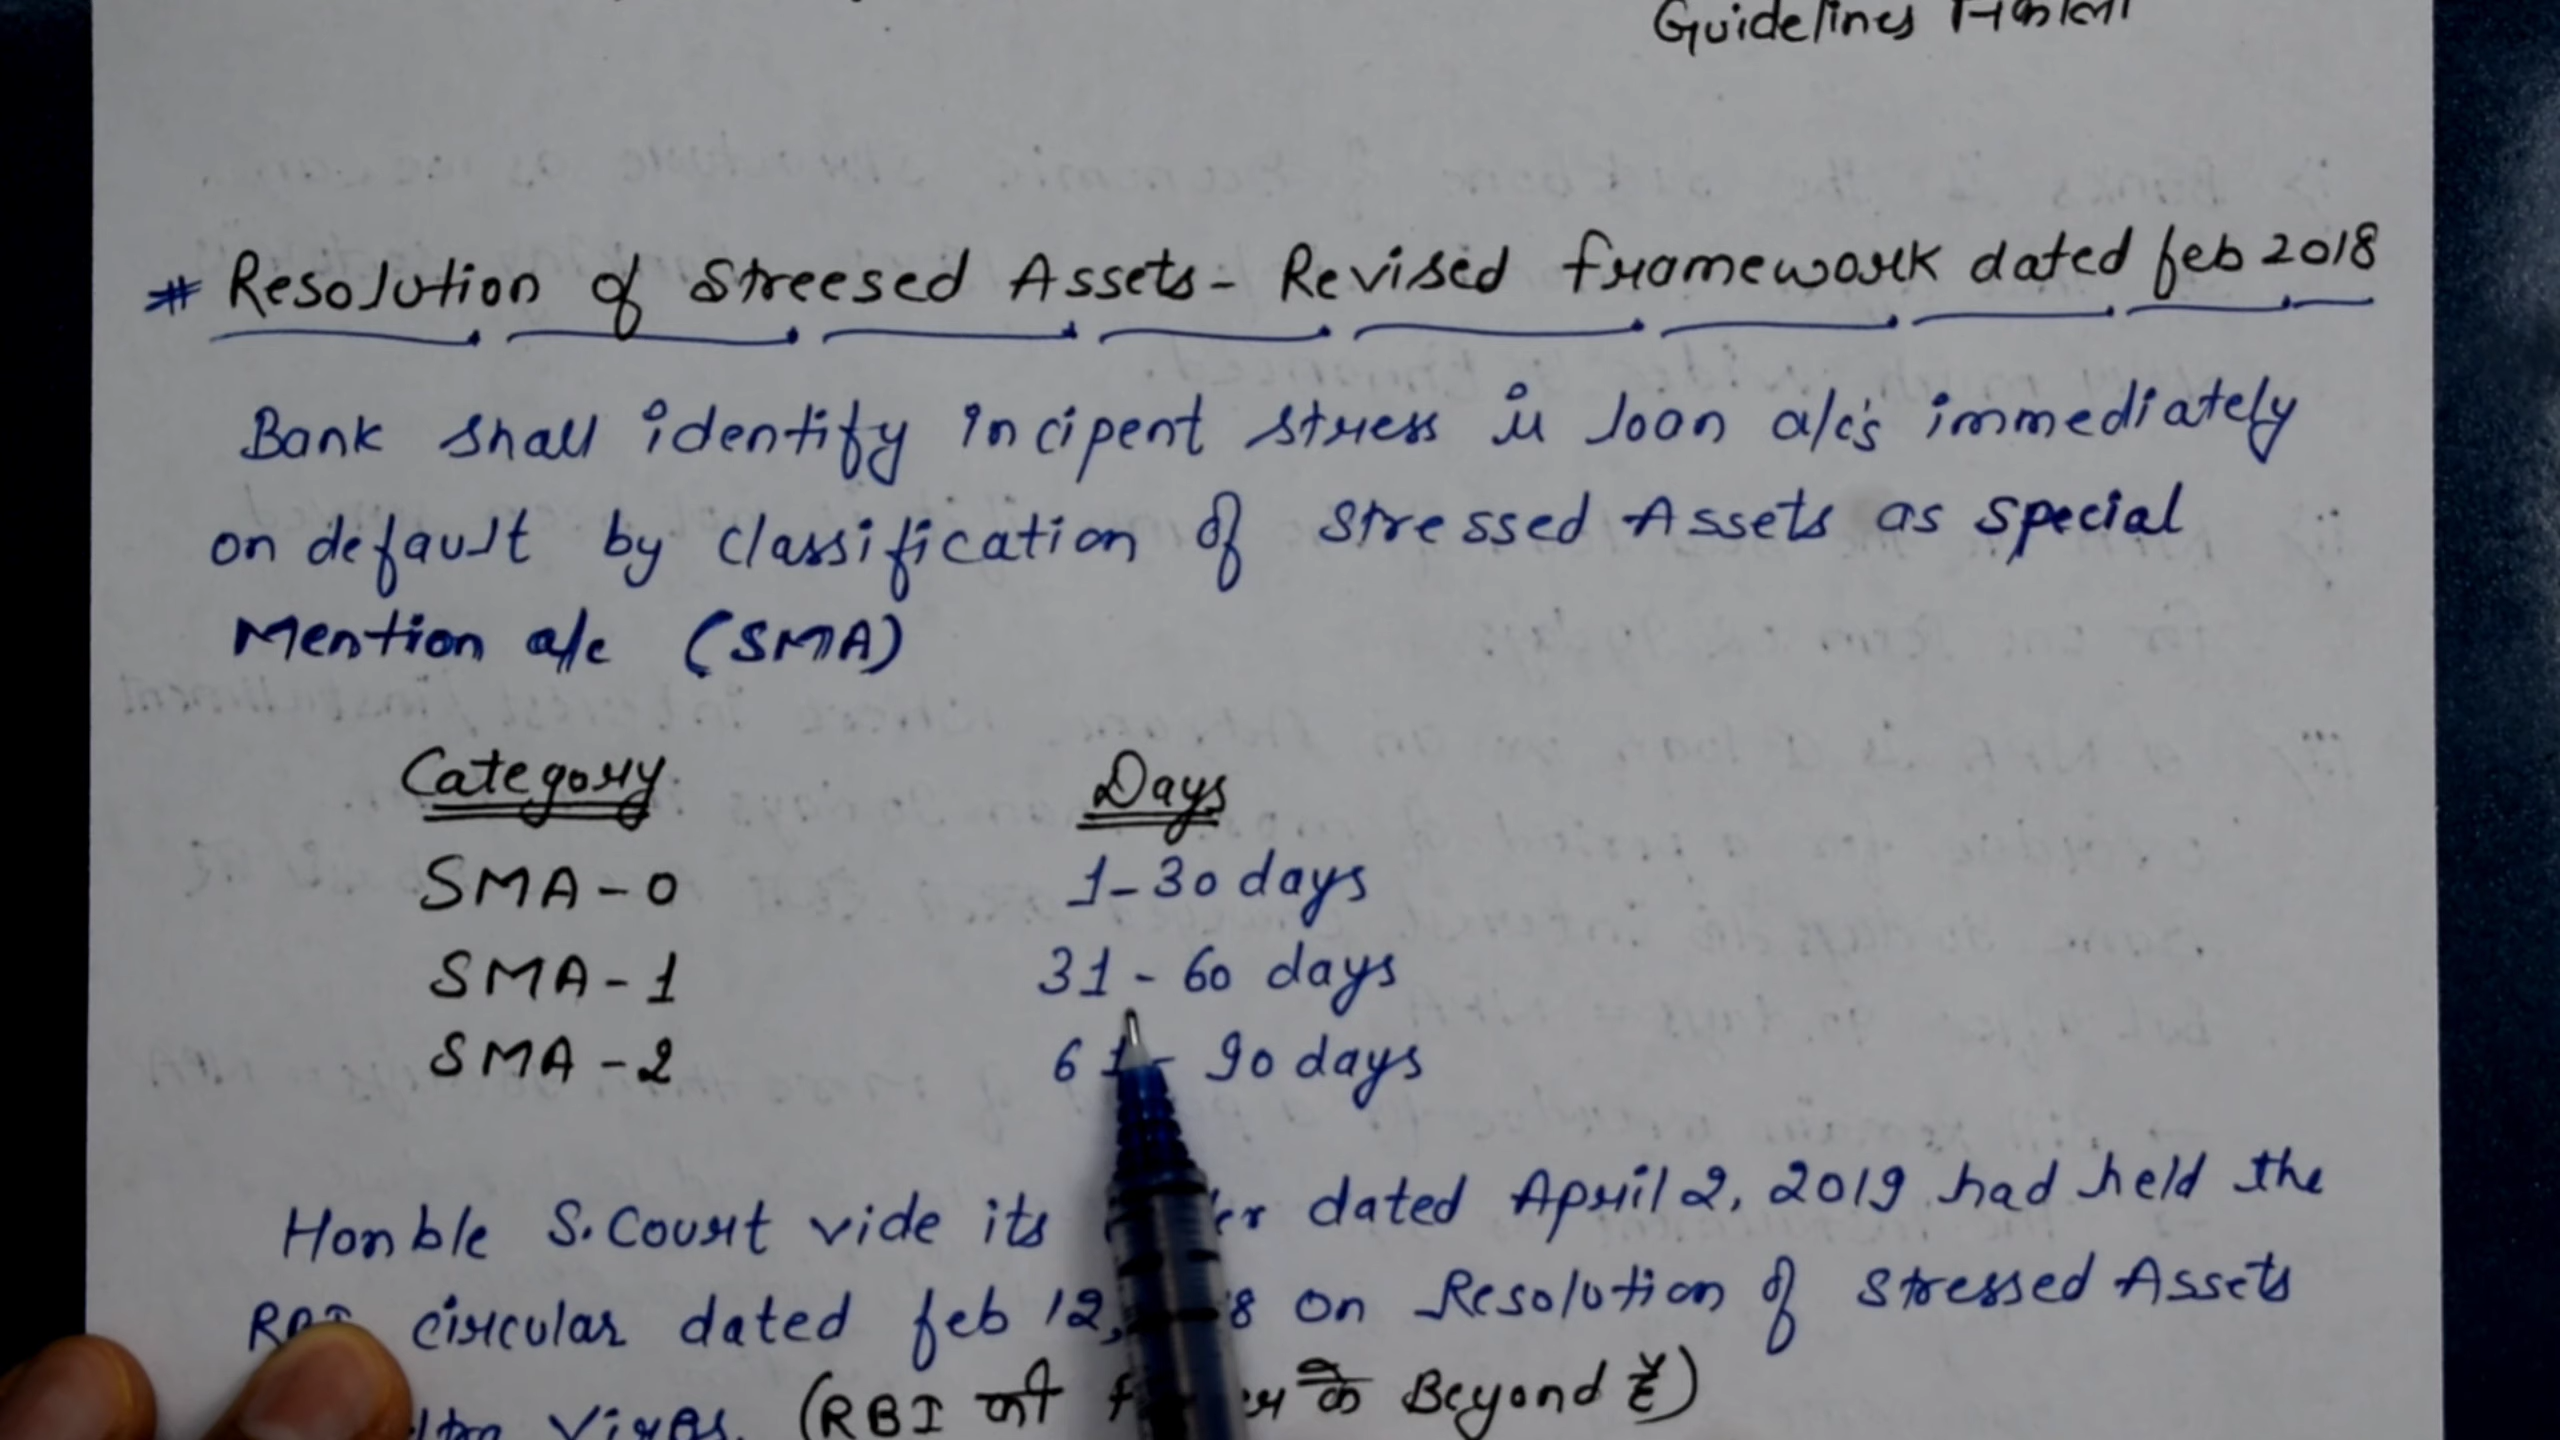 Guidelines निकाली
# Resolution of Streesed Assets - Revised framework dated feb 2018
Bank shall identify incipent stress in loan a/c's immediately
on default by classification of stressed Assets as special
Mention a/c (SMA)
Category Days
SMA - 0 1 - 30 days
SMA - 1 31 - 60 days
SMA - 2 61 - 90 days
Honble S. Court vide its dated April 2, 2019 had held the
RBI circular dated feb 12, on Resolution of Stressed Assets
Vires. (RBI की के Beyond है)